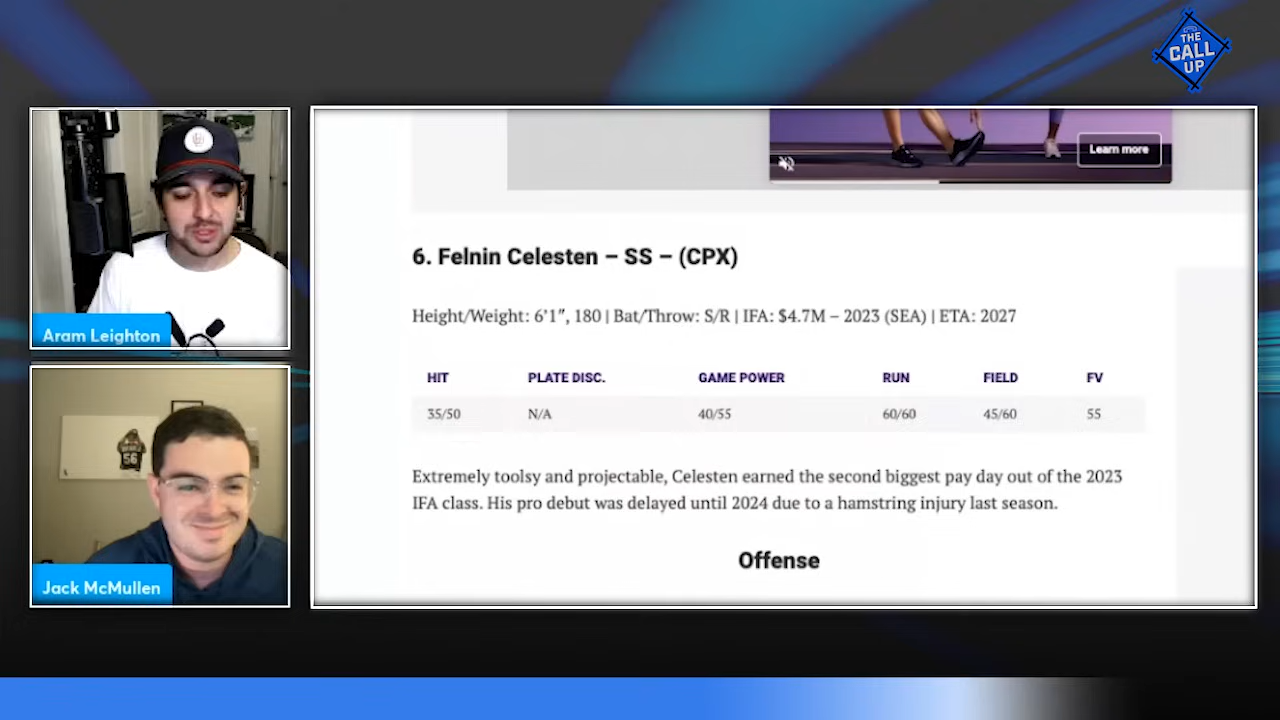 THE
CALL
UP
Learn more
Aram Leighton
6. Felnin Celesten – SS – (CPX)
Height/Weight: 6'1″, 180 | Bat/Throw: S/R | IFA: $4.7M – 2023 (SEA) | ETA: 2027
HIT PLATE DISC. GAME POWER RUN FIELD FV
35/50 N/A 40/55 60/60 45/60 55
Extremely toolsy and projectable, Celesten earned the second biggest pay day out of the 2023
IFA class. His pro debut was delayed until 2024 due to a hamstring injury last season.
Offense
56
Jack McMullen